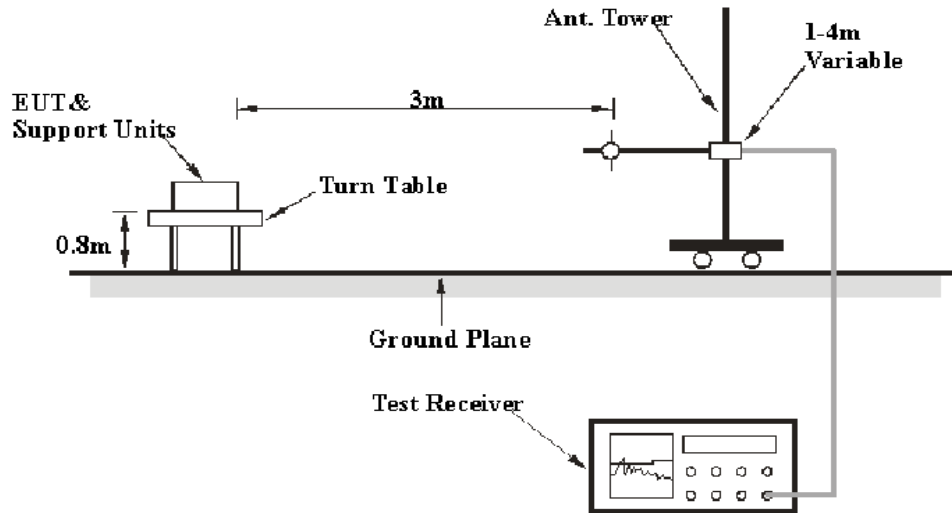 Ant. Tower
1-4m
Variable
3m
EUT&
Support Units
Turn Table
0.8m
Ground Plane
Test Receiver